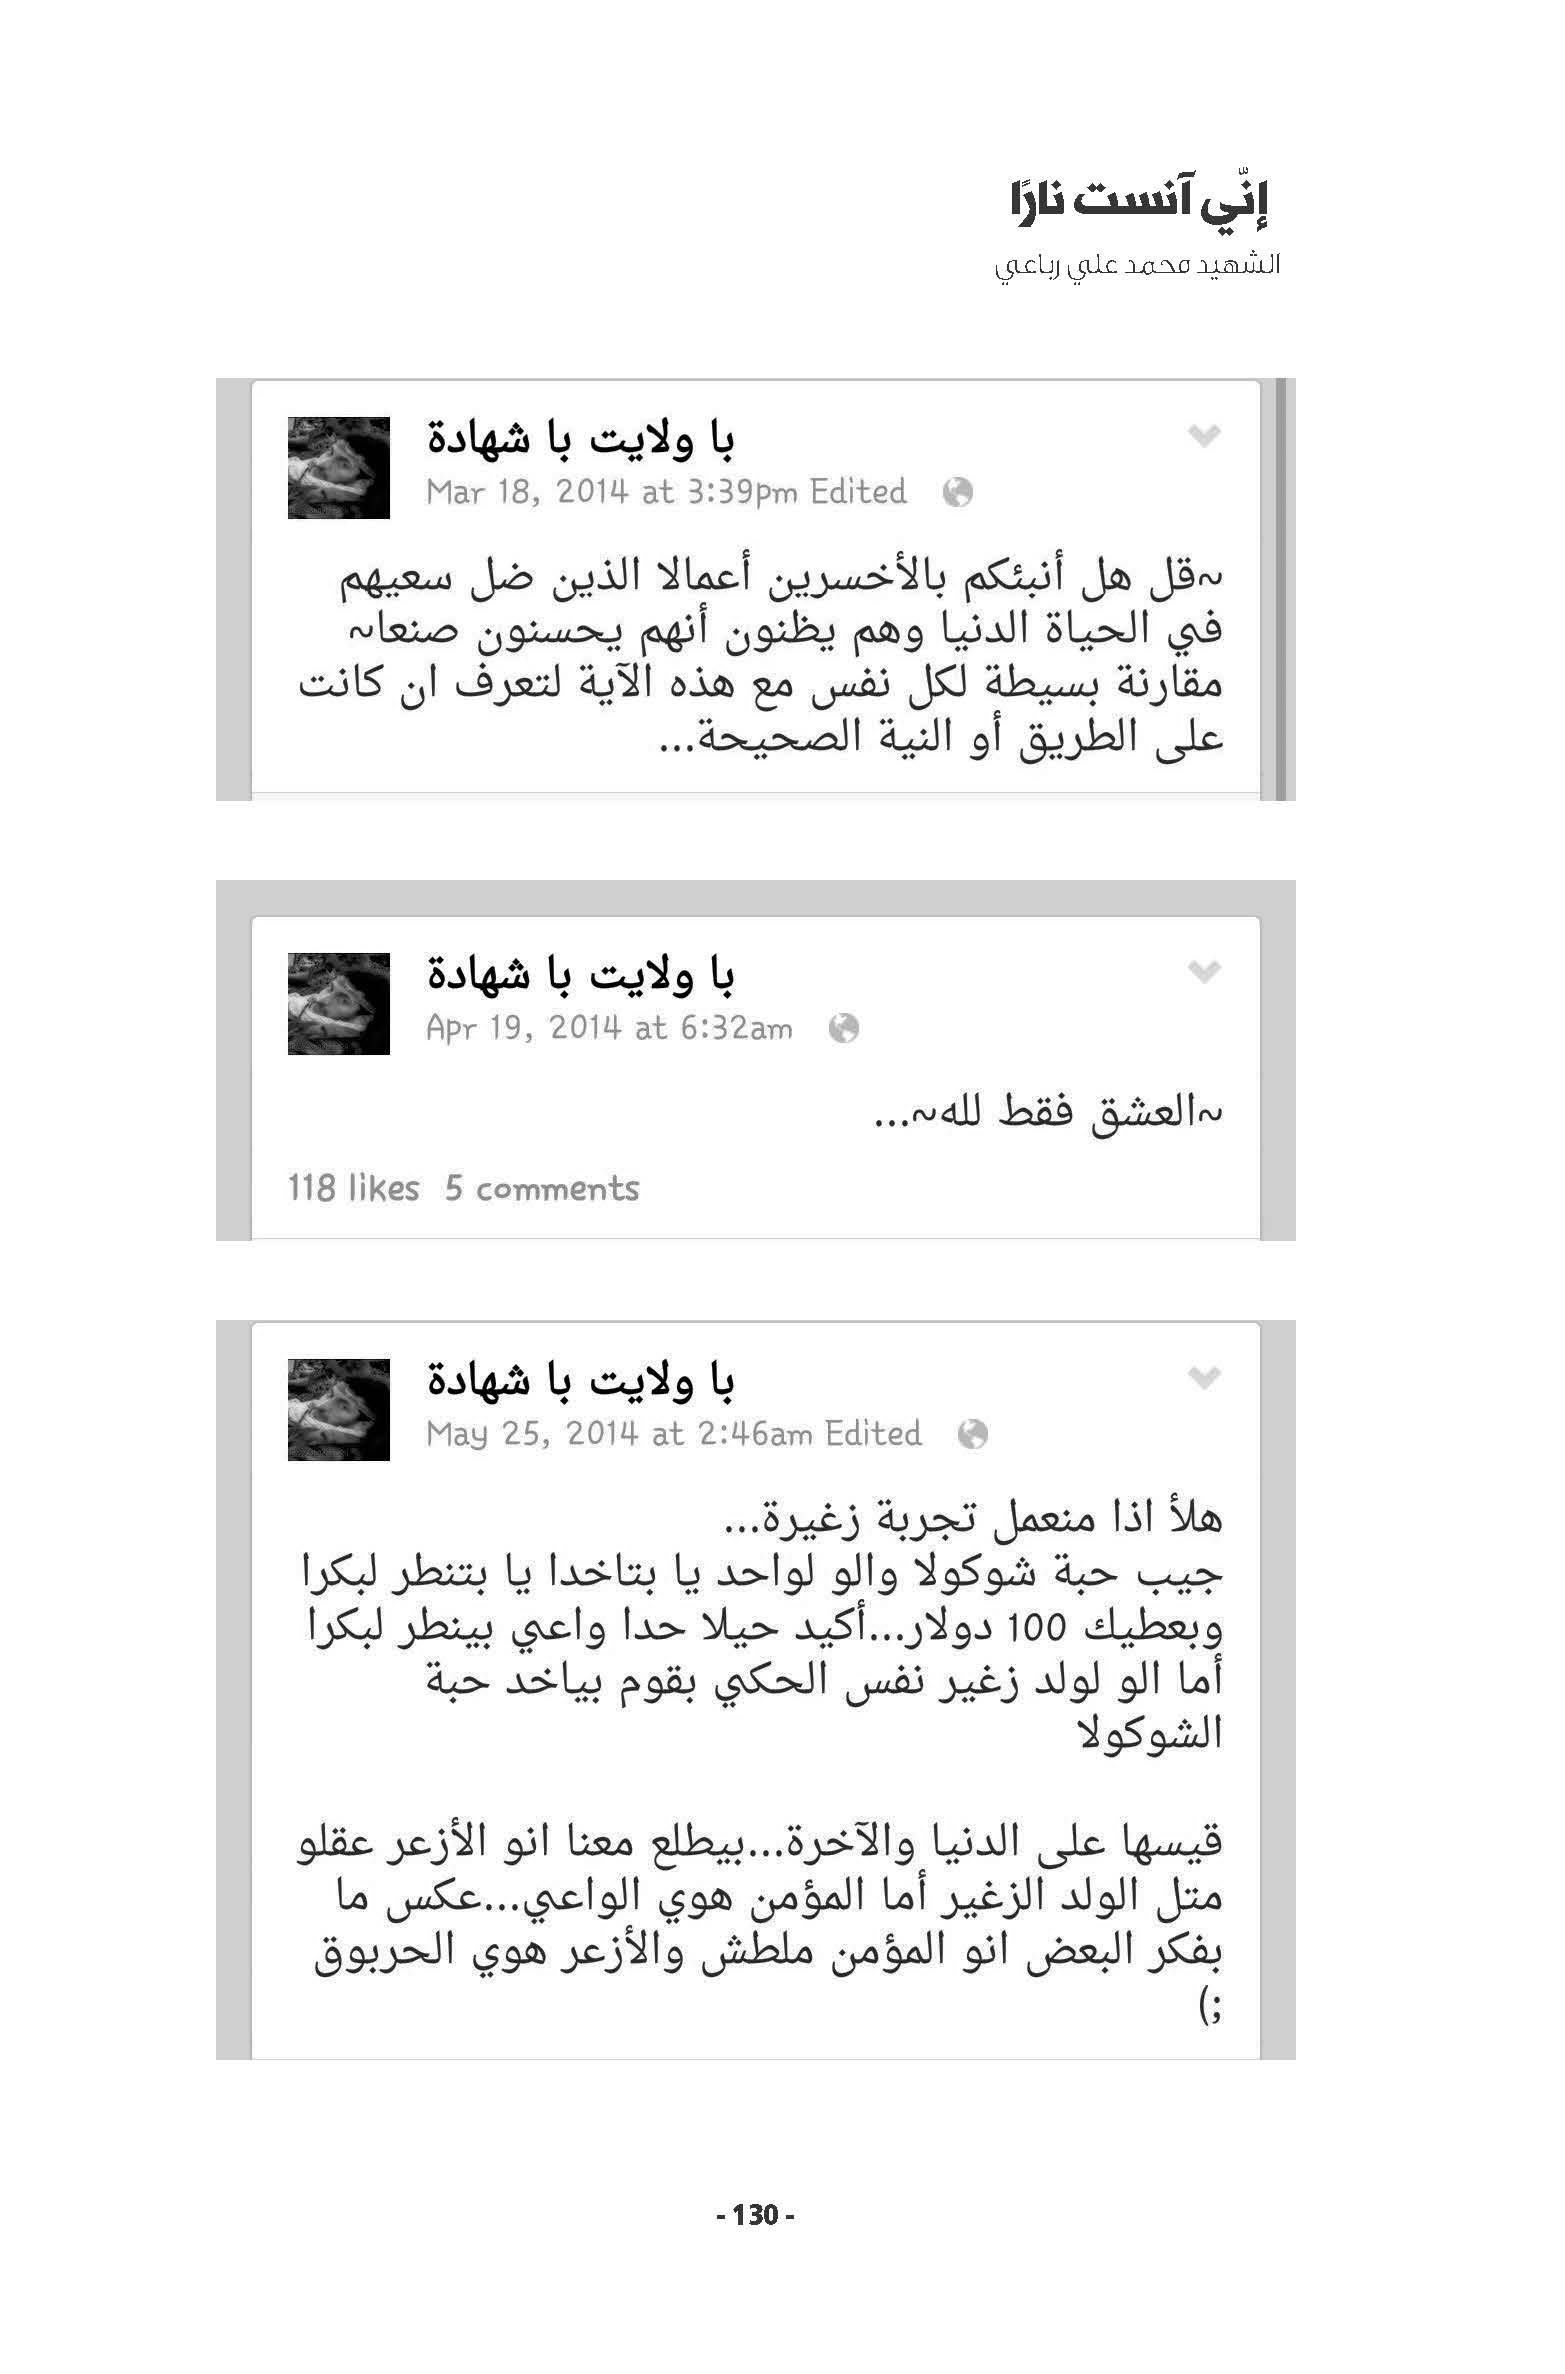 إنّي آنست نارًا
الشهيد محمد علي رباعي
با ولايت با شهادة
Mar 18, 2014 at 3:39pm Edited
~قل هل أنبئكم بالأخسرين أعمالا الذين ضل سعيهم
في الحياة الدنيا وهم يظنون أنهم يحسنون صنعا~
مقارنة بسيطة لكل نفس مع هذه الآية لتعرف ان كانت
على الطريق أو النية الصحيحة...
با ولايت با شهادة
Apr 19, 2014 at 6:32am
~العشق فقط لله~...
118 likes 5 comments
با ولايت با شهادة
May 25, 2014 at 2:46am Edited
هلأ اذا منعمل تجربة زغيرة...
جيب حبة شوكولا والو لواحد يا بتاخدا يا بتنطر لبكرا
وبعطيك 100 دولار...أكيد حيلا حدا واعي بينطر لبكرا
أما الو لولد زغير نفس الحكي بقوم بياخد حبة
الشوكولا
قيسها على الدنيا والآخرة...بيطلع معنا انو الأزعر عقلو
متل الولد الزغير أما المؤمن هوي الواعي...عكس ما
بفكر البعض انو المؤمن ملطش والأزعر هوي الحربوق
;)
- 130 -